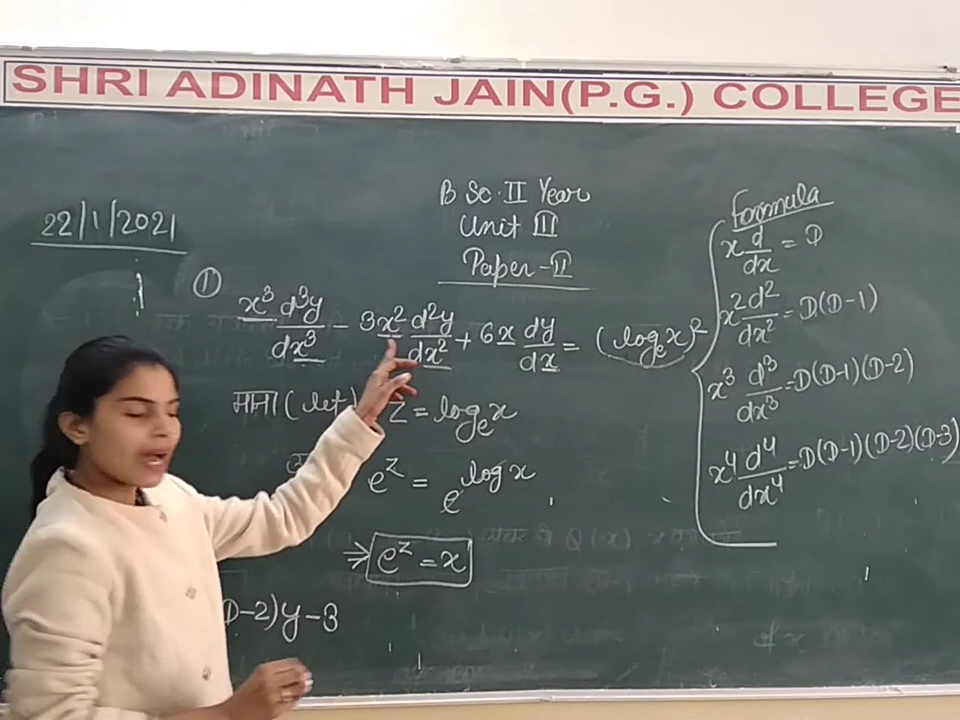 SHRI ADINATH JAIN(P.G.) COLLEGE
22/1/2021
B Sc. II Year
Unit III
Paper-II
① x³ d³y/dx³ - 3x² d²y/dx² + 6x dy/dx = (logₑx)²
माना (let) z = logₑx
e^z = e^log x
⇒ e^z = x
D-2)y-3
Formula
x d/dx = D
x² d²/dx² = D(D-1)
x³ d³/dx³ = D(D-1)(D-2)
x⁴ d⁴/dx⁴ = D(D-1)(D-2)(D-3)